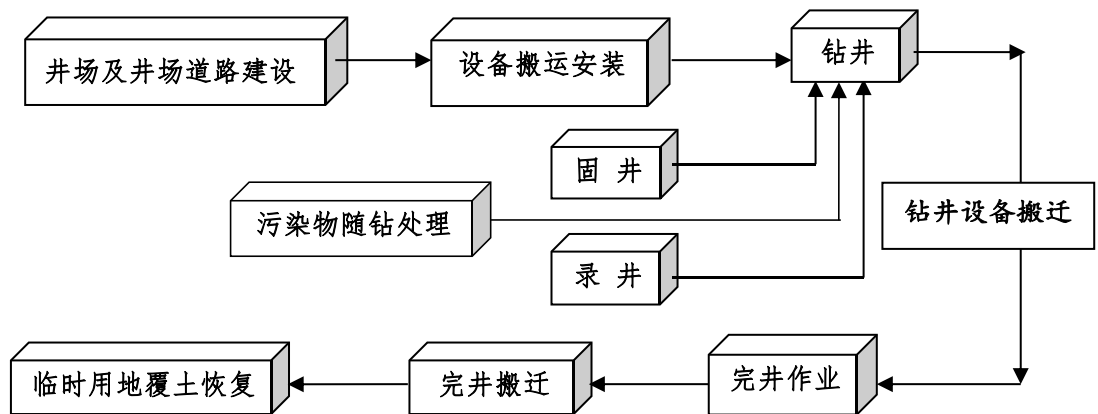 井场及井场道路建设
设备搬运安装
钻井
固 井
污染物随钻处理
钻井设备搬迁
录 井
临时用地覆土恢复
完井搬迁
完井作业